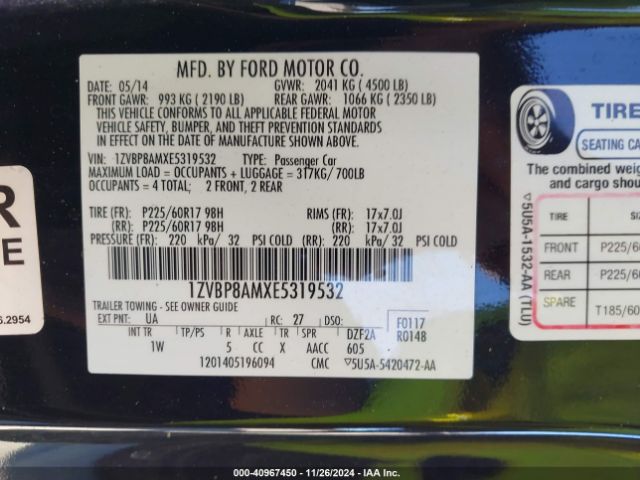 MFD. BY FORD MOTOR CO.
DATE: 05/14 GVWR: 2041 KG ( 4500 LB)
FRONT GAWR: 993 KG ( 2190 LB) REAR GAWR: 1066 KG ( 2350 LB)
THIS VEHICLE CONFORMS TO ALL APPLICABLE FEDERAL MOTOR
VEHICLE SAFETY, BUMPER, AND THEFT PREVENTION STANDARDS
IN EFFECT ON THE DATE OF MANUFACTURE SHOWN ABOVE.
VIN: 1ZVBP8AMXE5319532 TYPE: Passenger Car
MAXIMUM LOAD = OCCUPANTS + LUGGAGE = 317KG/ 700LB
OCCUPANTS = 4 TOTAL; 2 FRONT, 2 REAR
TIRE (FR): P225/60R17 98H RIMS (FR): 17x7.0J
(RR): P225/60R17 98H (RR): 17x7.0J
PRESSURE (FR): 220 kPa/ 32 PSI COLD (RR): 220 kPa/ 32 PSI COLD
1ZVBP8AMXE5319532
TRAILER TOWING - SEE OWNER GUIDE
EXT PNT: UA RC: 27 F0117
INT TR TP/PS R AXLE TR SPR DZF2A R0148
1W 5 CC X AACC 605
1201405196094 CMC ▽5U5A-5420472-AA
R
E
6.2954
TIRE
SEATING CA
The combined weig
and cargo shou
▽5U5A-1532-AA (TLU)
TIRE SI
FRONT P225/60
REAR P225/60
SPARE T185/60
000-40967450 - 11/26/2024 - IAA Inc.